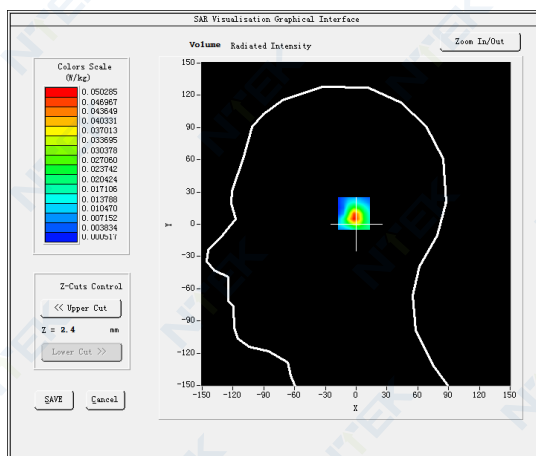 SAR Visualisation Graphical Interface
Volume Radiated Intensity
Zoom In/Out
Colors Scale
(W/kg)
0.050285
0.046967
0.043649
0.040331
0.037013
0.033695
0.030378
0.027060
0.023742
0.020424
0.017106
0.013788
0.010470
0.007152
0.003834
0.000517
Z-Cuts Control
<< Upper Cut
Z = 2.4 mm
Lower Cut >>
SAVE
Cancel
150
120
90
60
30
0
-30
-60
-90
-120
-150
Y
-150 -120 -90 -60 -30 0 30 60 90 120 150
X
NTEK